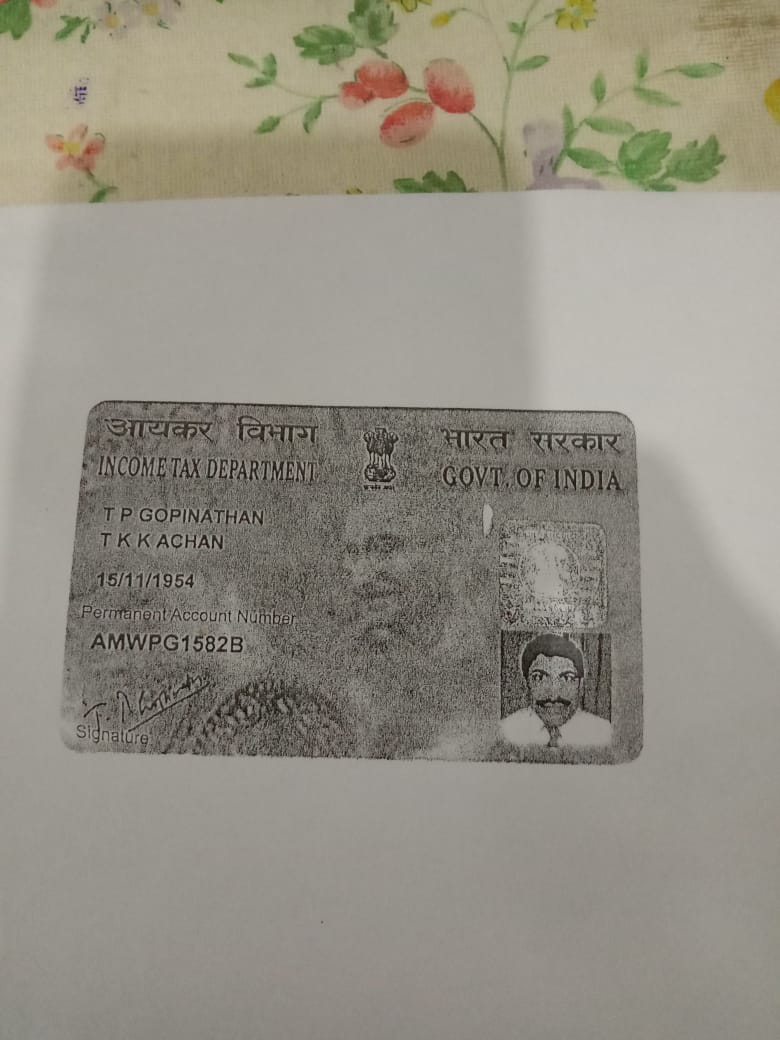 आयकर विभाग
INCOME TAX DEPARTMENT
भारत सरकार
GOVT. OF INDIA
T P GOPINATHAN
T K K ACHAN
15/11/1954
Permanent Account Number
AMWPG1582B
Signature